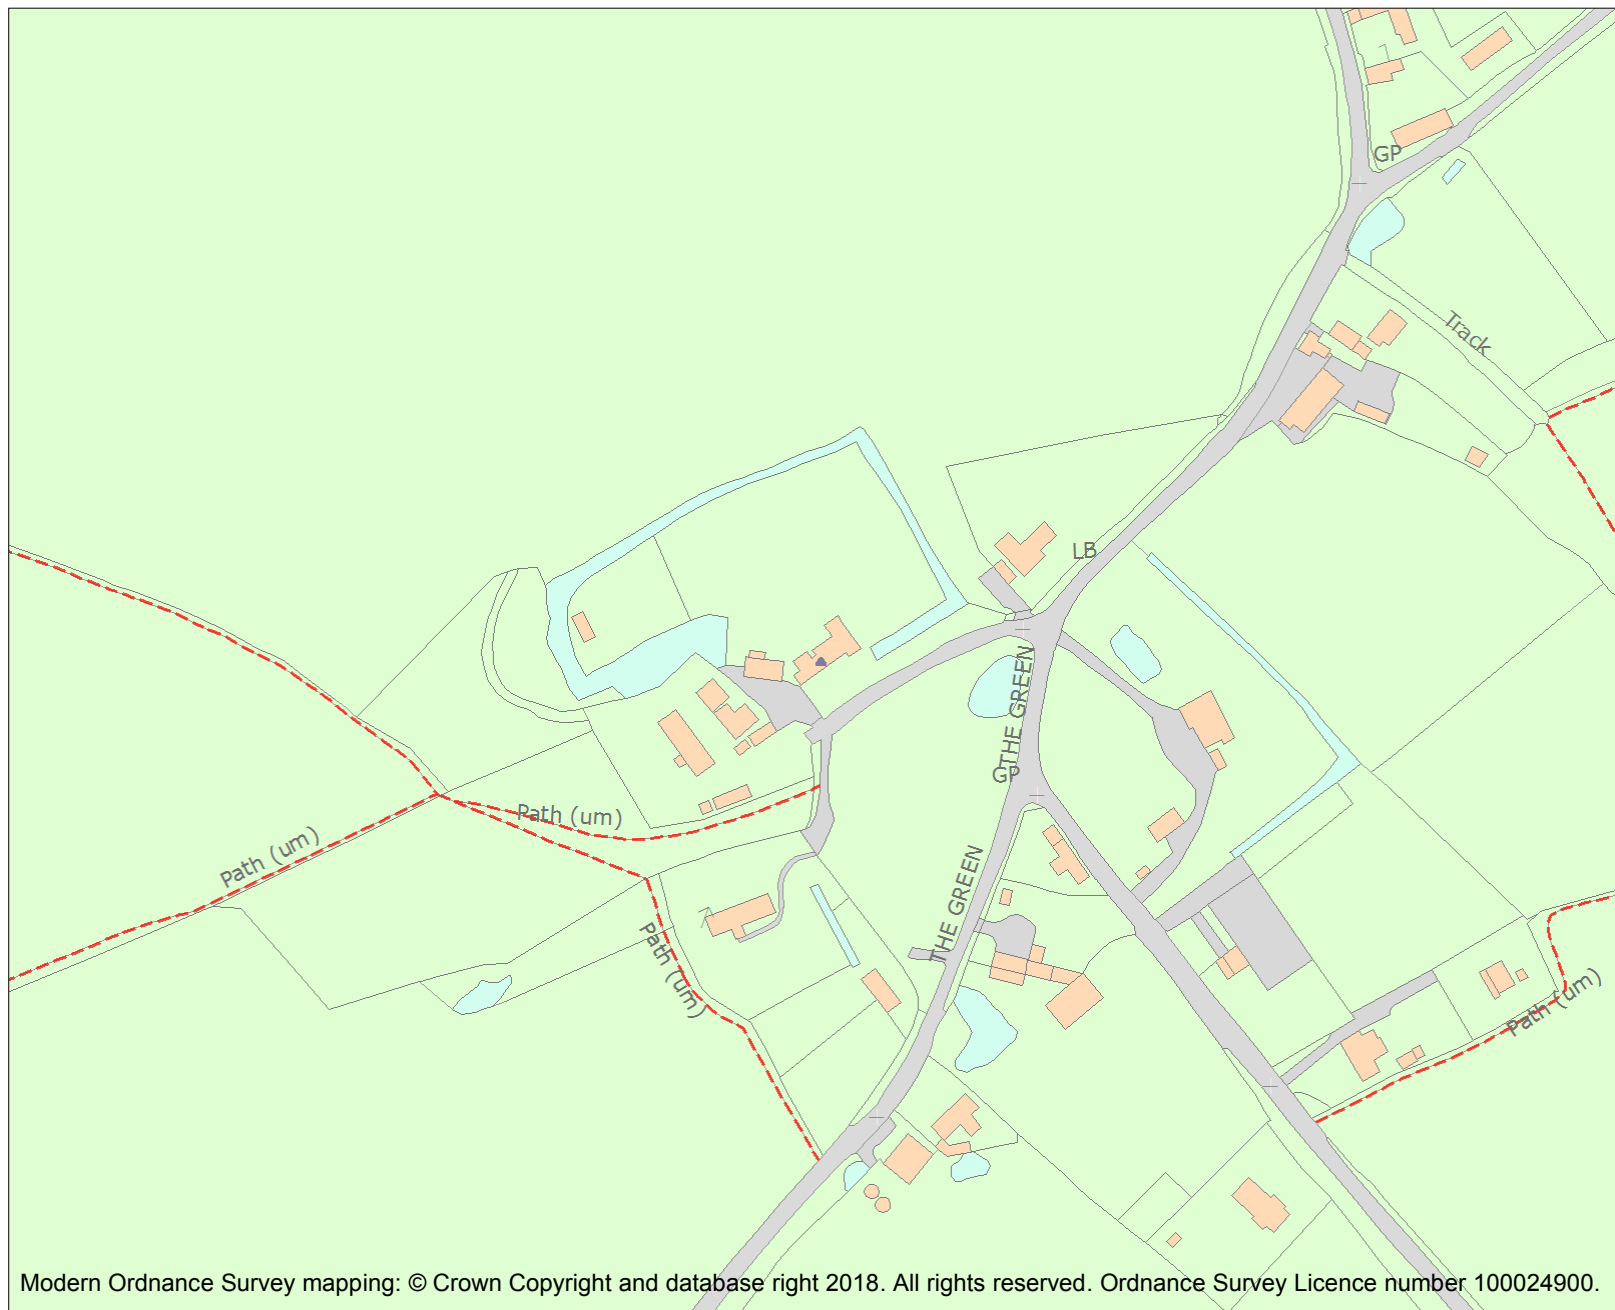 GP
Track
LB
THE GREEN
GP
Path (um)
Path (um)
THE GREEN
Path (um)
Path (um)
Modern Ordnance Survey mapping: © Crown Copyright and database right 2018. All rights reserved. Ordnance Survey Licence number 100024900.